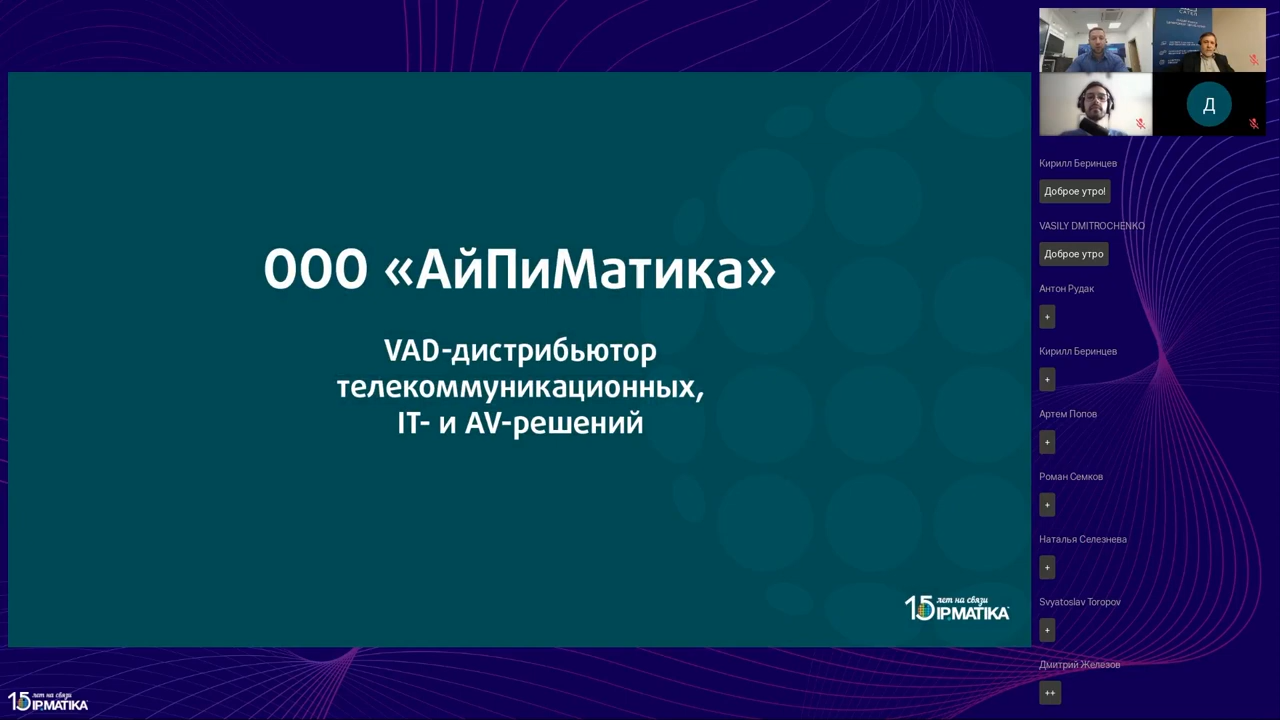 ООО «АйПиМатика»
VAD-дистрибьютор
телекоммуникационных,
IT- и AV-решений
15 лет на связи
IPMATIKA
15 лет на связи
IPMATIKA
Д
Кирилл Беринцев
Доброе утро!
VASILY DMITROCHENKO
Доброе утро
Антон Рудак
+
Кирилл Беринцев
+
Артем Попов
+
Роман Семков
+
Наталья Селезнева
+
Svyatoslav Toropov
+
Дмитрий Железов
++